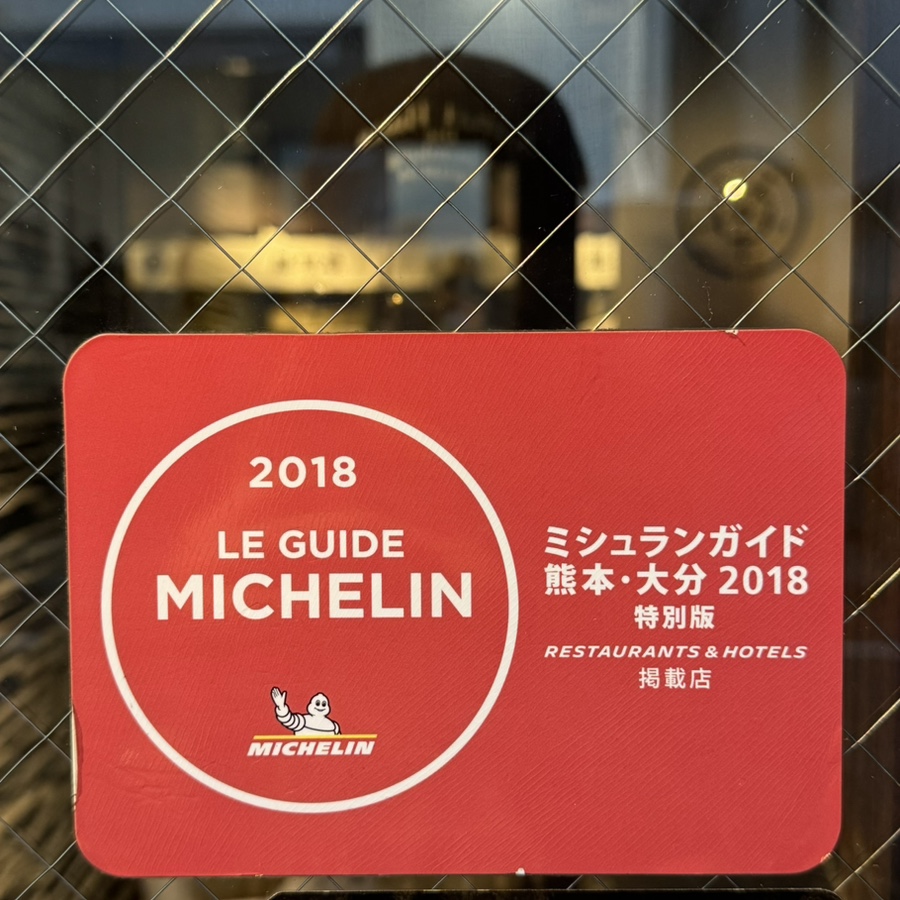 2018
LE GUIDE
MICHELIN
MICHELIN
ミシュランガイド
熊本・大分 2018
特別版
RESTAURANTS & HOTELS
掲載店